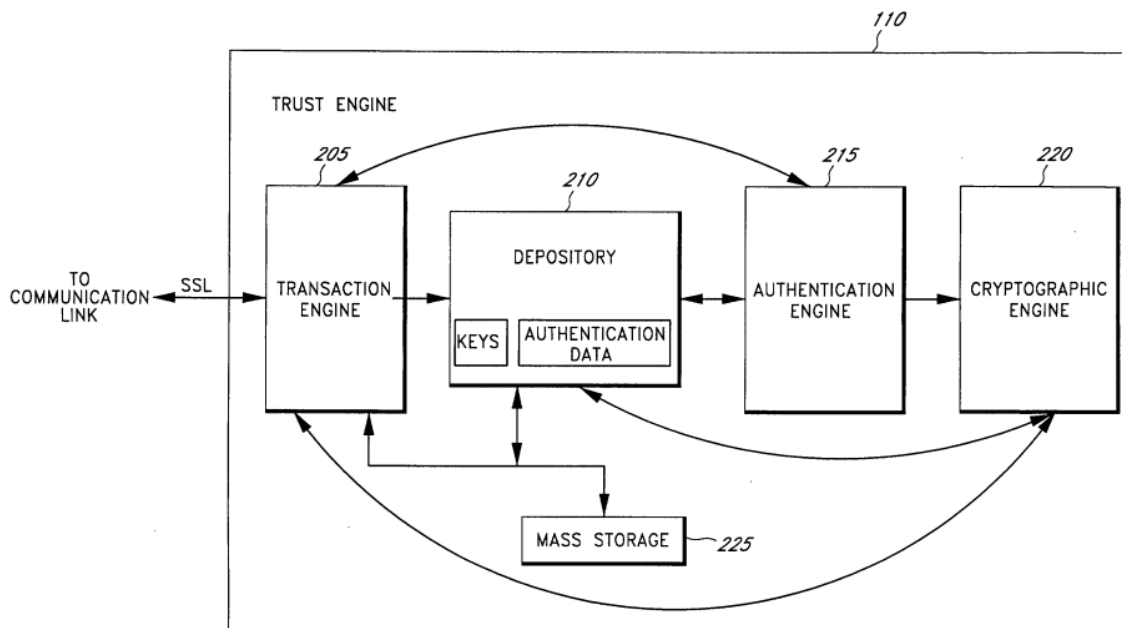 110
TRUST ENGINE
205
215
220
210
DEPOSITORY
TO
COMMUNICATION
LINK
SSL
TRANSACTION
ENGINE
AUTHENTICATION
ENGINE
CRYPTOGRAPHIC
ENGINE
KEYS
AUTHENTICATION
DATA
MASS STORAGE
225